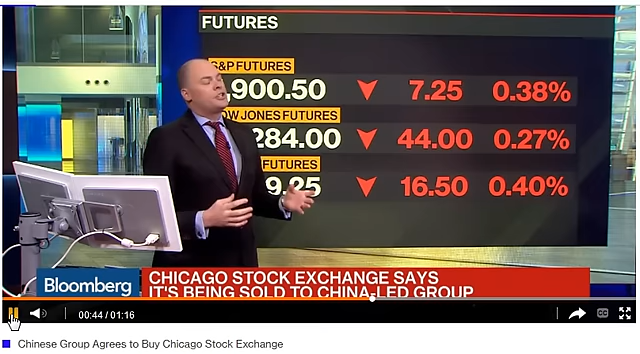 FUTURES
S&P FUTURES
.900.50 7.25 0.38%
OW JONES FUTURES
284.00 44.00 0.27%
FUTURES
9.25 16.50 0.40%
Bloomberg
CHICAGO STOCK EXCHANGE SAYS
IT'S BEING SOLD TO CHINA-LED GROUP
00:44 / 01:16
CC
Chinese Group Agrees to Buy Chicago Stock Exchange